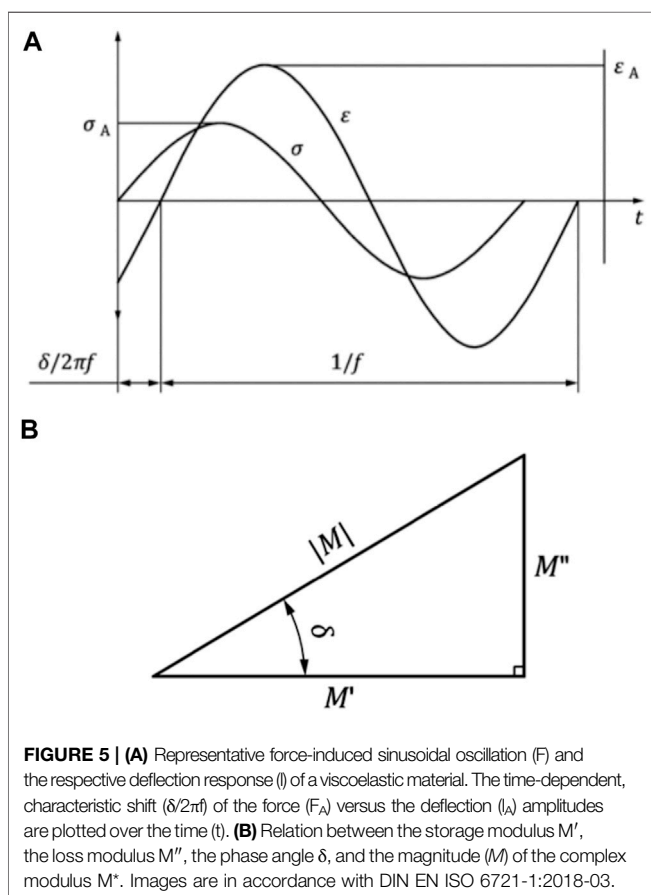 A
ε A
σ A
ε
σ
t
δ/2πf
1/f
B
|M|
M"
δ
M'
FIGURE 5 | (A) Representative force-induced sinusoidal oscillation (F) and
the respective deflection response (l) of a viscoelastic material. The time-dependent,
characteristic shift (δ/2πf) of the force (FA) versus the deflection (lA) amplitudes
are plotted over the time (t). (B) Relation between the storage modulus M′,
the loss modulus M″, the phase angle δ, and the magnitude (M) of the complex
modulus M*. Images are in accordance with DIN EN ISO 6721-1:2018-03.